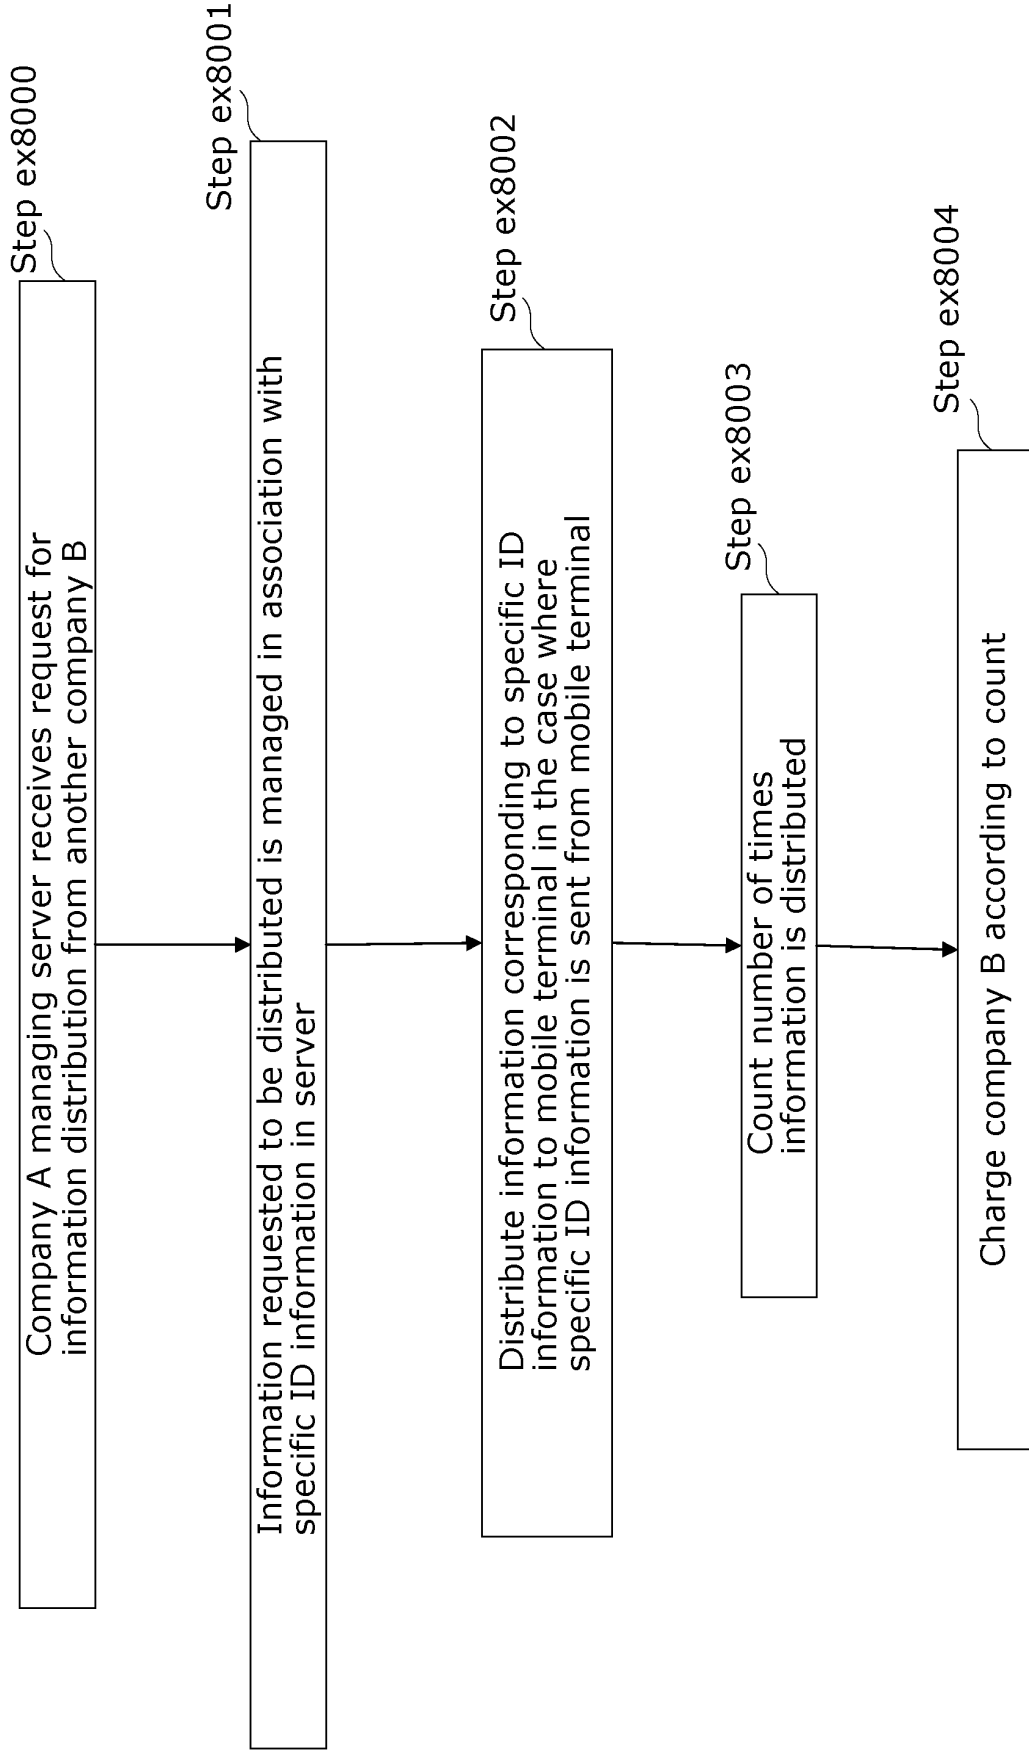 Step ex8000
Company A managing server receives request for
information distribution from another company B
Step ex8001
Information requested to be distributed is managed in association with
specific ID information in server
Step ex8002
Distribute information corresponding to specific ID
information to mobile terminal in the case where
specific ID information is sent from mobile terminal
Step ex8003
Count number of times
information is distributed
Step ex8004
Charge company B according to count